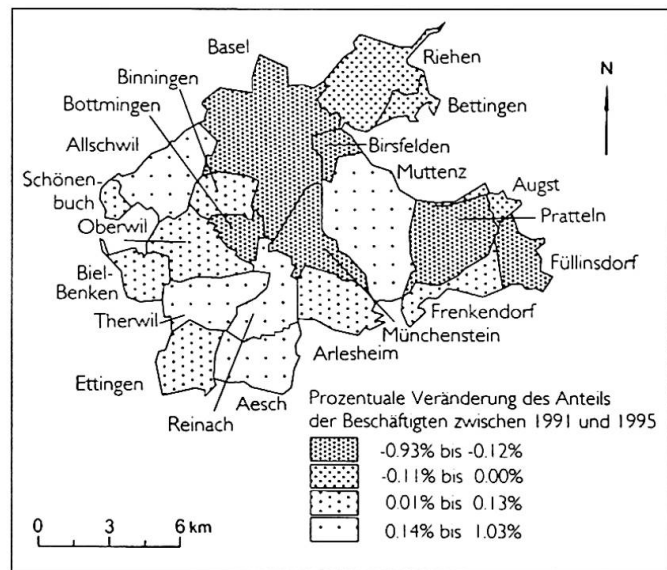 Basel
Riehen
N
Binningen
Bettingen
Bottmingen
Birsfelden
Allschwil
Muttenz
Schönen-
buch
Augst
Pratteln
Oberwil
Füllinsdorf
Biel-
Benken
Frenkendorf
Therwil
Münchenstein
Arlesheim
Ettingen
Aesch
Reinach
Prozentuale Veränderung des Anteils
der Beschäftigten zwischen 1991 und 1995
-0.93% bis -0.12%
-0.11% bis 0.00%
0.01% bis 0.13%
0.14% bis 1.03%
0 3 6 km